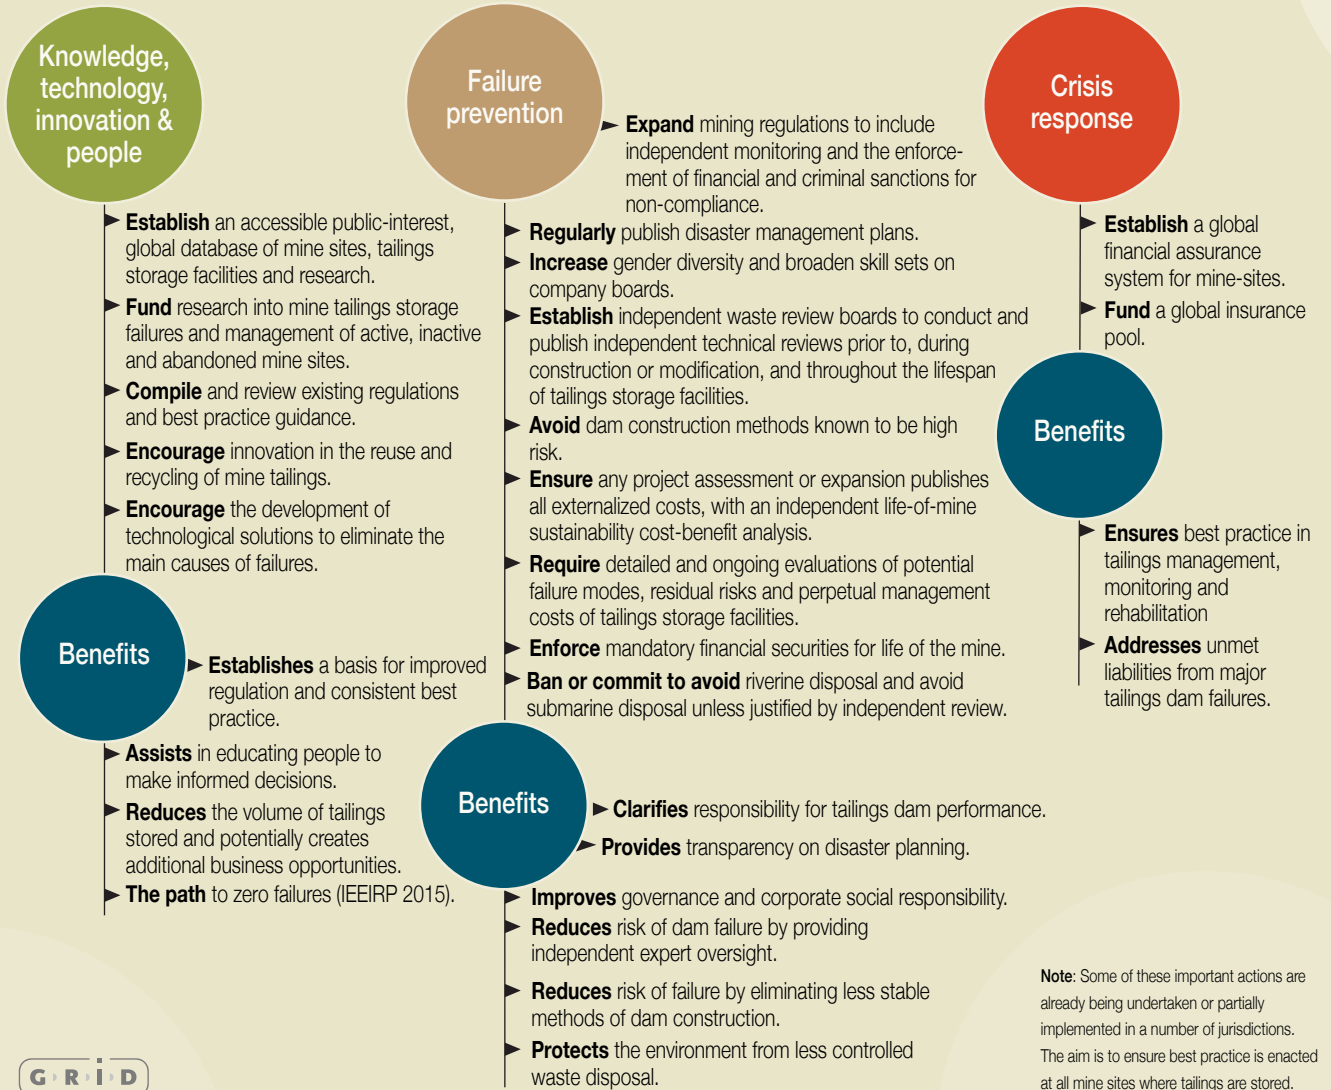 Knowledge,
technology,
innovation &
people
Establish an accessible public-interest,
global database of mine sites, tailings
storage facilities and research.
Fund research into mine tailings storage
failures and management of active, inactive
and abandoned mine sites.
Compile and review existing regulations
and best practice guidance.
Encourage innovation in the reuse and
recycling of mine tailings.
Encourage the development of
technological solutions to eliminate the
main causes of failures.
Benefits
Establishes a basis for improved
regulation and consistent best
practice.
Assists in educating people to
make informed decisions.
Reduces the volume of tailings
stored and potentially creates
additional business opportunities.
The path to zero failures (IEEIRP 2015).
Failure
prevention
Expand mining regulations to include
independent monitoring and the enforce-
ment of financial and criminal sanctions for
non-compliance.
Regularly publish disaster management plans.
Increase gender diversity and broaden skill sets on
company boards.
Establish independent waste review boards to conduct and
publish independent technical reviews prior to, during
construction or modification, and throughout the lifespan
of tailings storage facilities.
Avoid dam construction methods known to be high
risk.
Ensure any project assessment or expansion publishes
all externalized costs, with an independent life-of-mine
sustainability cost-benefit analysis.
Require detailed and ongoing evaluations of potential
failure modes, residual risks and perpetual management
costs of tailings storage facilities.
Enforce mandatory financial securities for life of the mine.
Ban or commit to avoid riverine disposal and avoid
submarine disposal unless justified by independent review.
Benefits
Clarifies responsibility for tailings dam performance.
Provides transparency on disaster planning.
Improves governance and corporate social responsibility.
Reduces risk of dam failure by providing
independent expert oversight.
Reduces risk of failure by eliminating less stable
methods of dam construction.
Protects the environment from less controlled
waste disposal.
Crisis
response
Establish a global
financial assurance
system for mine-sites.
Fund a global insurance
pool.
Benefits
Ensures best practice in
tailings management,
monitoring and
rehabilitation
Addresses unmet
liabilities from major
tailings dam failures.
Note: Some of these important actions are
already being undertaken or partially
implemented in a number of jurisdictions.
The aim is to ensure best practice is enacted
at all mine sites where tailings are stored.
GRiD